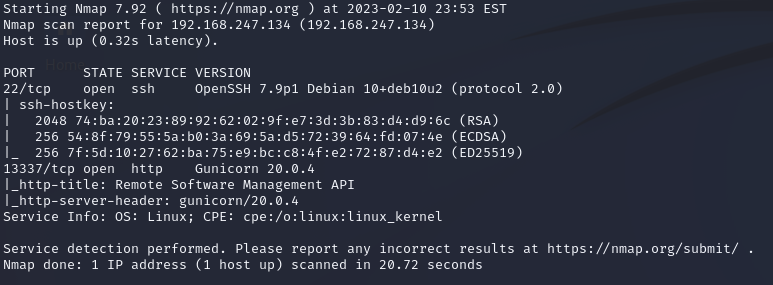 Starting Nmap 7.92 ( https://nmap.org ) at 2023-02-10 23:53 EST
Nmap scan report for 192.168.247.134 (192.168.247.134)
Host is up (0.32s latency).
PORT      STATE SERVICE VERSION
22/tcp    open  ssh     OpenSSH 7.9p1 Debian 10+deb10u2 (protocol 2.0)
| ssh-hostkey:
|   2048 74:ba:20:23:89:92:62:02:9f:e7:3d:3b:83:d4:d9:6c (RSA)
|   256 54:8f:79:55:5a:b0:3a:69:5a:d5:72:39:64:fd:07:4e (ECDSA)
|_  256 7f:5d:10:27:62:ba:75:e9:bc:c8:4f:e2:72:87:d4:e2 (ED25519)
13337/tcp open  http    Gunicorn 20.0.4
|_http-title: Remote Software Management API
|_http-server-header: gunicorn/20.0.4
Service Info: OS: Linux; CPE: cpe:/o:linux:linux_kernel
Service detection performed. Please report any incorrect results at https://nmap.org/submit/ .
Nmap done: 1 IP address (1 host up) scanned in 20.72 seconds